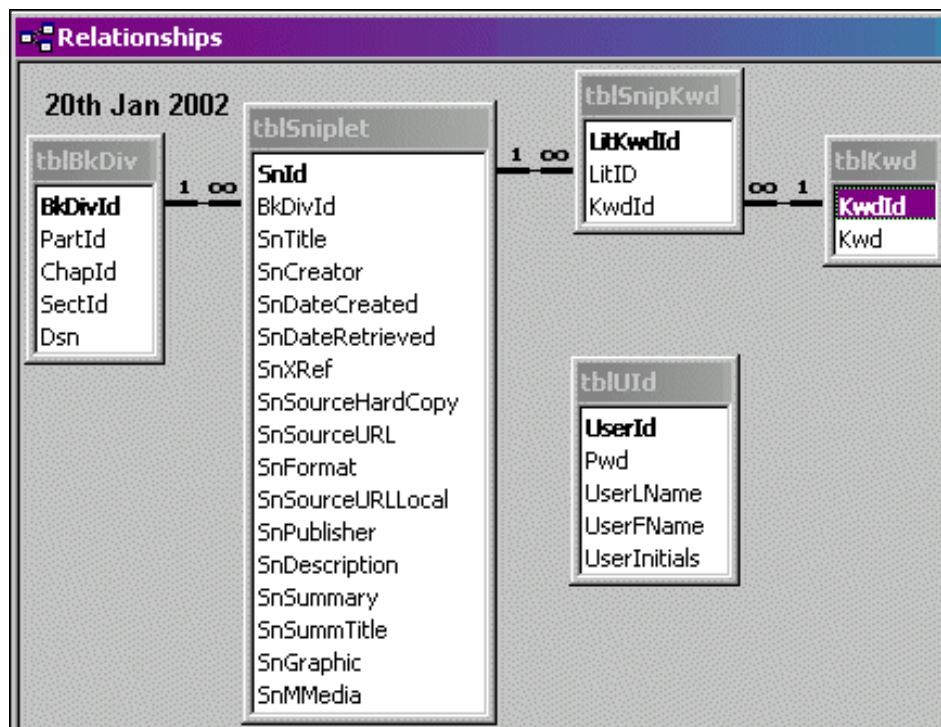 Relationships
20th Jan 2002
tblBkDiv
BkDivId
PartId
ChapId
SectId
Dsn
1 ∞
tblSniplet
SnId
BkDivId
SnTitle
SnCreator
SnDateCreated
SnDateRetrieved
SnXRef
SnSourceHardCopy
SnSourceURL
SnFormat
SnSourceURLLocal
SnPublisher
SnDescription
SnSummary
SnSummTitle
SnGraphic
SnMMedia
1 ∞
tblSnipKwd
LitKwdId
LitID
KwdId
∞ 1
tblKwd
KwdId
Kwd
tblUId
UserId
Pwd
UserLName
UserFName
UserInitials